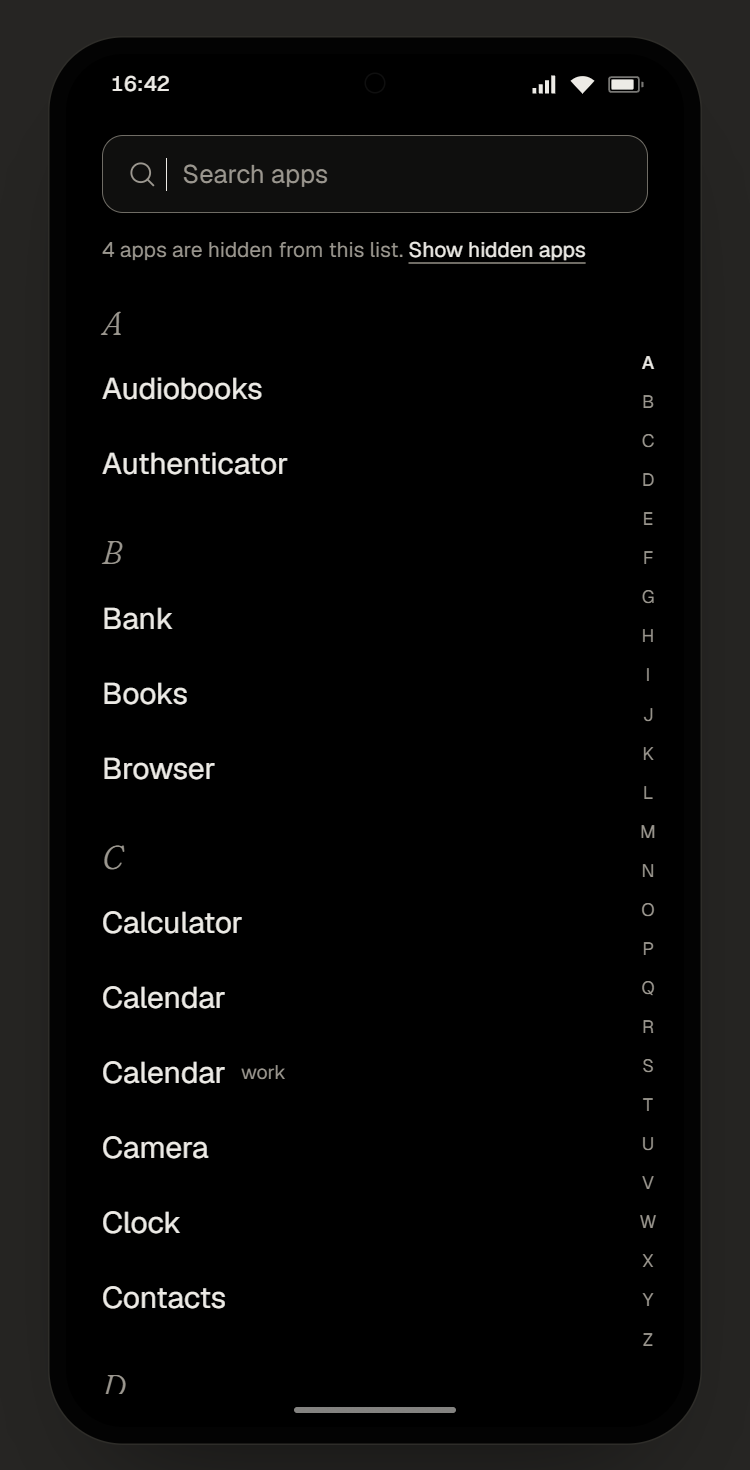 16:42
Search apps
4 apps are hidden from this list. Show hidden apps
A
Audiobooks
Authenticator
B
Bank
Books
Browser
C
Calculator
Calendar
Calendar work
Camera
Clock
Contacts
D
A
B
C
D
E
F
G
H
I
J
K
L
M
N
O
P
Q
R
S
T
U
V
W
X
Y
Z